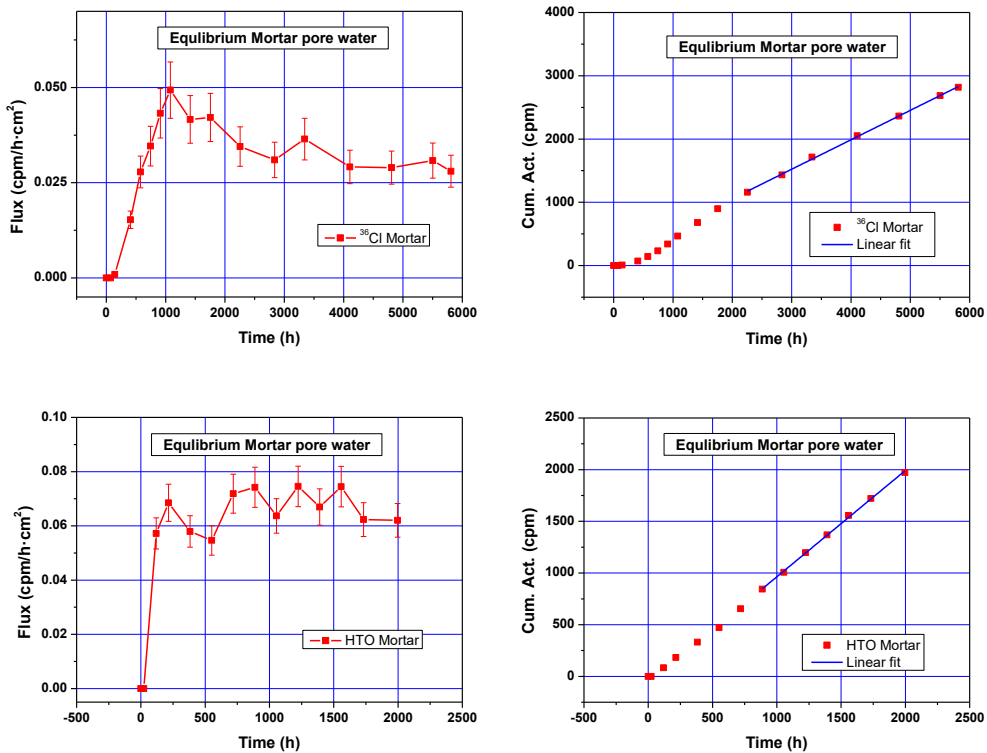 Equlibrium Mortar pore water
0.050
0.025
0.000
Flux (cpm/h·cm²)
³⁶Cl Mortar
0 1000 2000 3000 4000 5000 6000
Time (h)
Equlibrium Mortar pore water
4000
3000
2000
1000
0
Cum. Act. (cpm)
³⁶Cl Mortar
Linear fit
0 1000 2000 3000 4000 5000 6000
Time (h)
Equlibrium Mortar pore water
0.10
0.08
0.06
0.04
0.02
0.00
Flux (cpm/h·cm²)
HTO Mortar
-500 0 500 1000 1500 2000 2500
Time (h)
Equlibrium Mortar pore water
2500
2000
1500
1000
500
0
Cum. Act. (cpm)
HTO Mortar
Linear fit
-500 0 500 1000 1500 2000 2500
Time (h)